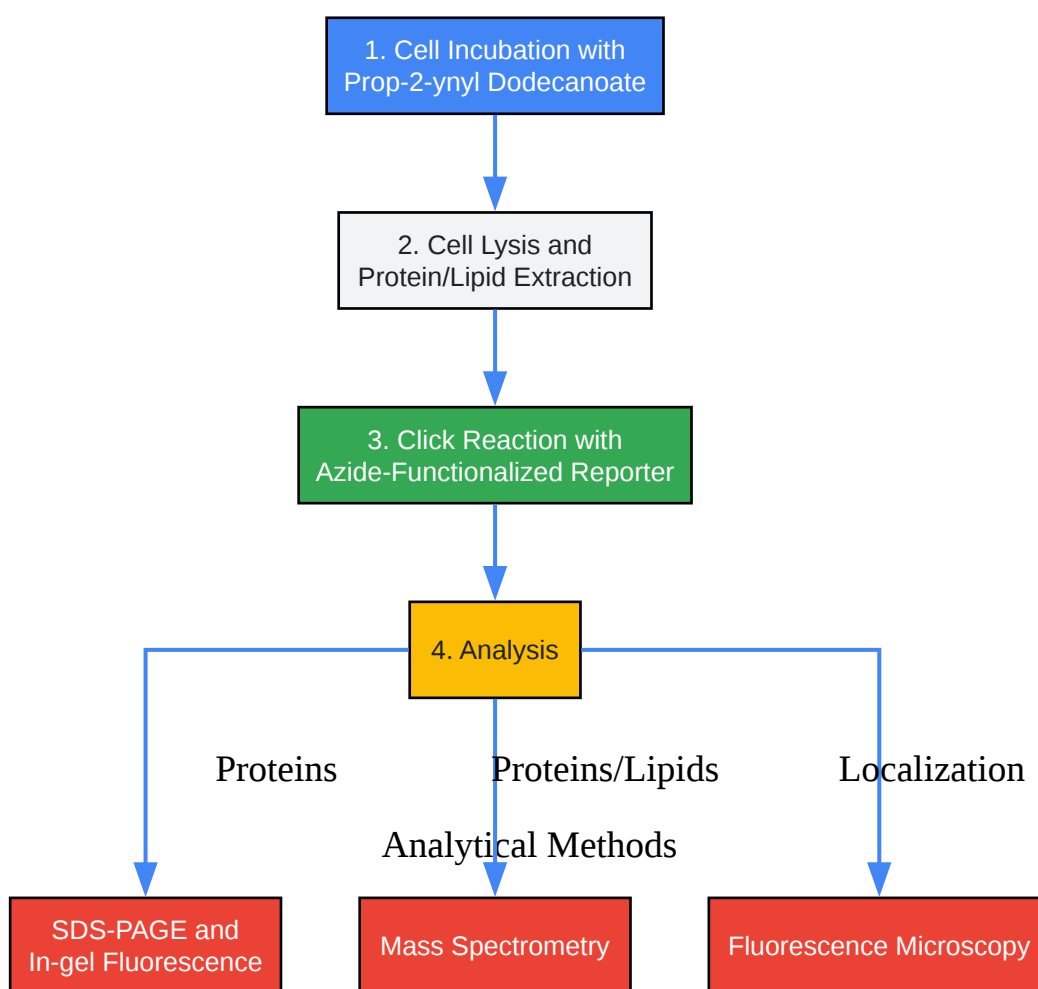 1. Cell Incubation with
Prop-2-ynyl Dodecanoate
2. Cell Lysis and
Protein/Lipid Extraction
3. Click Reaction with
Azide-Functionalized Reporter
4. Analysis
Proteins
Proteins/Lipids
Localization
Analytical Methods
SDS-PAGE and
In-gel Fluorescence
Mass Spectrometry
Fluorescence Microscopy